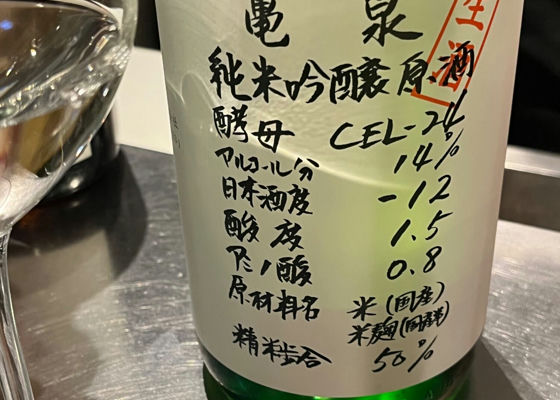 亀泉
生酒
純米吟醸原酒
酵母 CEL-24
アルコール分 14%
日本酒度 -12
酸度 1.5
アミノ酸 0.8
原材料名 米(国産)
米麹(国産米)
精米歩合 50%